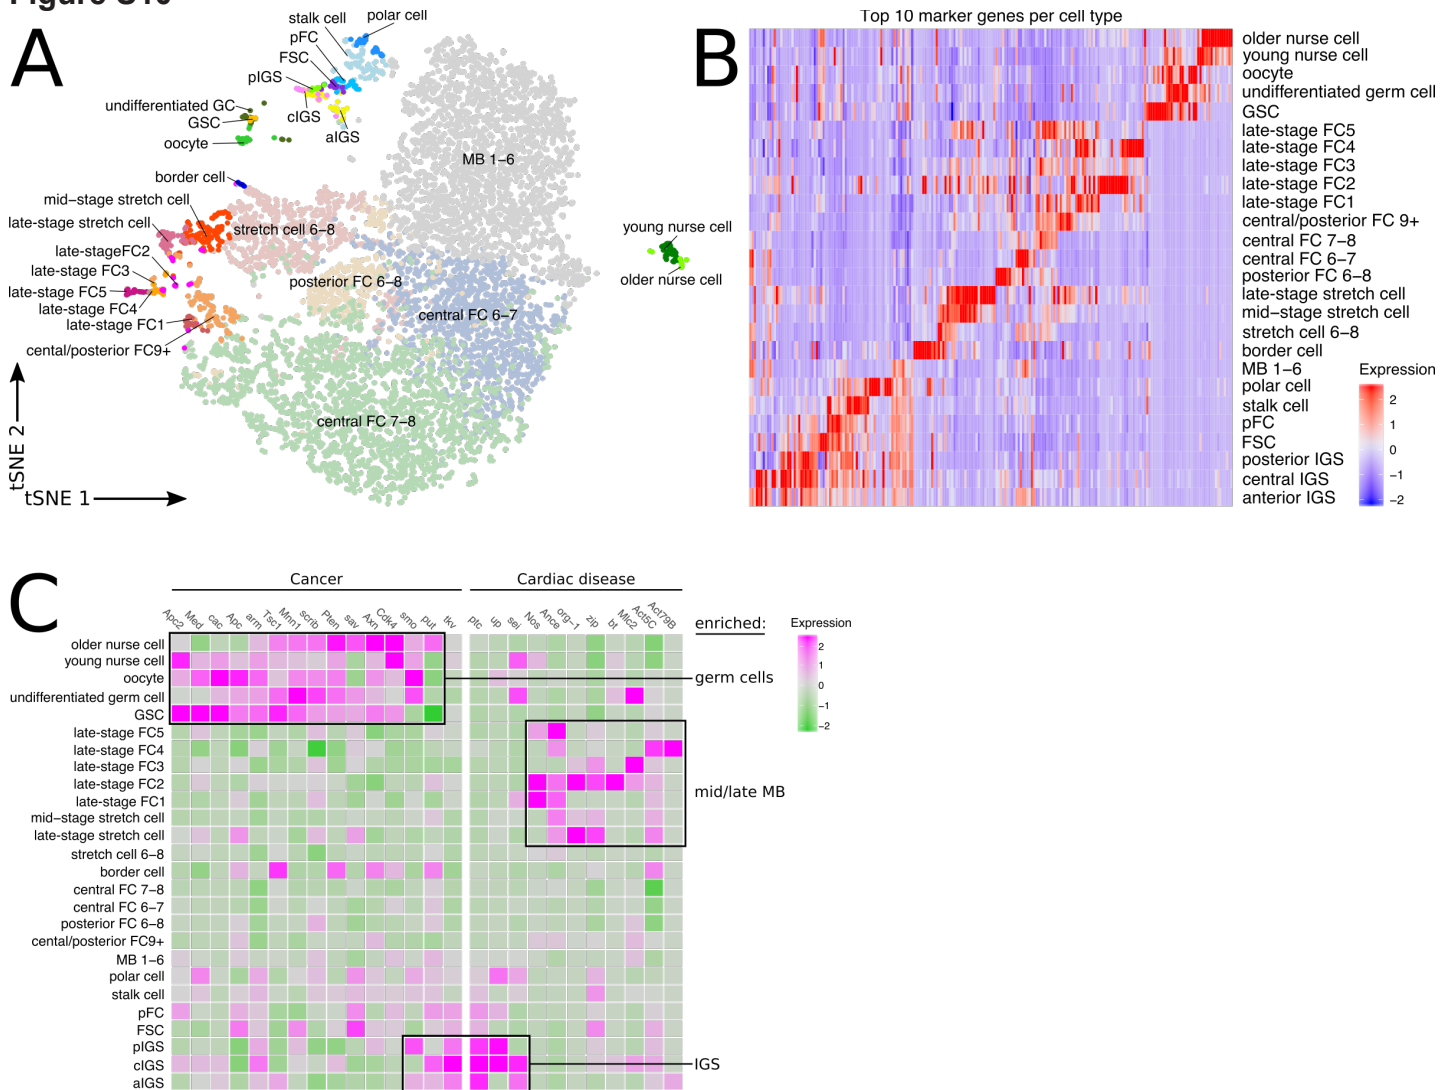 A
stalk cell
polar cell
pFC
FSC
pIGS
undifferentiated GC
GSC
cIGS
aIGS
oocyte
MB 1–6
border cell
mid–stage stretch cell
late–stage stretch cell
stretch cell 6–8
late–stageFC2
late–stage FC3
late–stage FC5
late–stage FC4
late–stage FC1
cental/posterior FC9+
posterior FC 6–8
central FC 6–7
central FC 7–8
young nurse cell
older nurse cell
tSNE 2
tSNE 1
B
Top 10 marker genes per cell type
older nurse cell
young nurse cell
oocyte
undifferentiated germ cell
GSC
late–stage FC5
late–stage FC4
late–stage FC3
late–stage FC2
late–stage FC1
central/posterior FC 9+
central FC 7–8
central FC 6–7
posterior FC 6–8
late–stage stretch cell
mid–stage stretch cell
stretch cell 6–8
border cell
MB 1–6
polar cell
stalk cell
pFC
FSC
posterior IGS
central IGS
anterior IGS
Expression
2
1
0
−1
−2
C
Cancer
Cardiac disease
Apc2
Med
cac
Apc
arm
Tsc1
Mnn1
scrib
Pten
sav
Axn
Cdk4
smo
put
tkv
ptc
up
sei
Nos
Ance
org−1
zip
bt
Mlc2
Act5C
Act79B
older nurse cell
young nurse cell
oocyte
undifferentiated germ cell
GSC
late−stage FC5
late−stage FC4
late−stage FC3
late−stage FC2
late−stage FC1
mid−stage stretch cell
late−stage stretch cell
stretch cell 6−8
border cell
central FC 7−8
central FC 6−7
posterior FC 6−8
cental/posterior FC9+
MB 1−6
polar cell
stalk cell
pFC
FSC
pIGS
cIGS
aIGS
enriched:
germ cells
mid/late MB
IGS
Expression
2
1
0
−1
−2